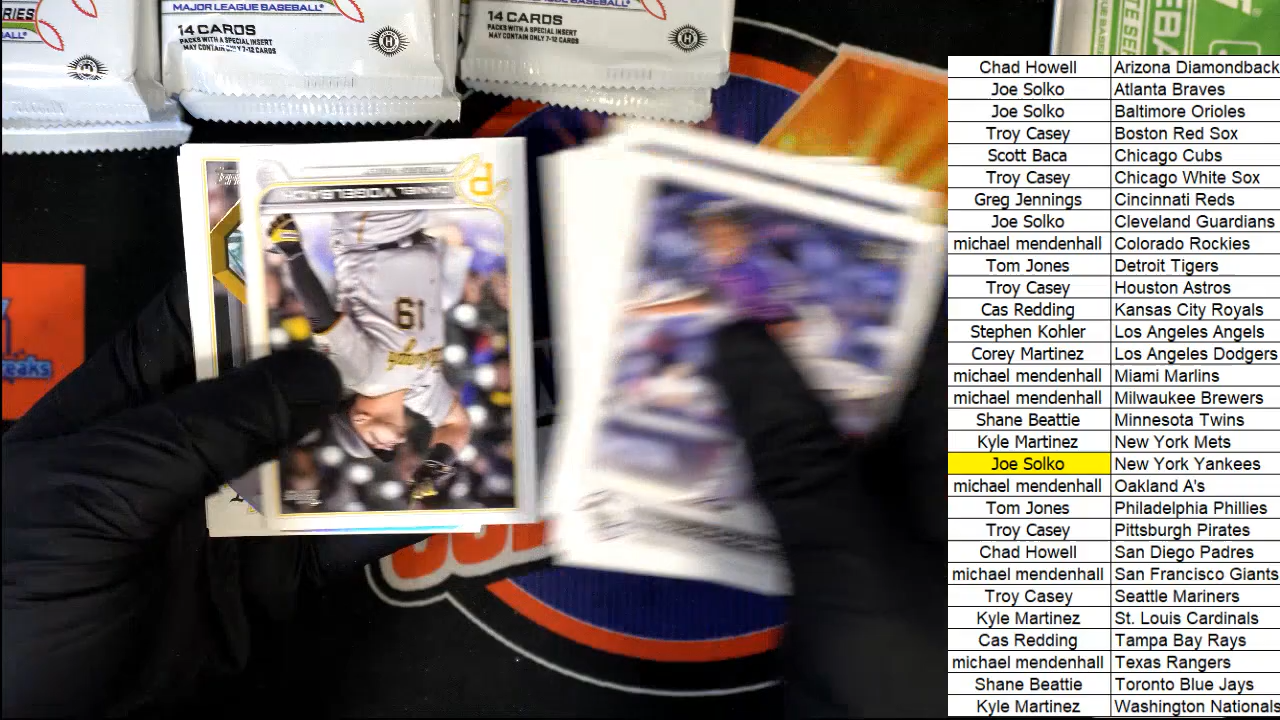 RIES
MAJOR LEAGUE BASEBALL
14 CARDS
PACKS WITH A SPECIAL INSERT
MAY CONTAIN ONLY 7-12 CARDS
14 CARDS
PACKS WITH A SPECIAL INSERT
MAY CONTAIN ONLY 7-12 CARDS
DANIEL VOGELBACH
P
19
eaks
Chad Howell Arizona Diamondback
Joe Solko Atlanta Braves
Joe Solko Baltimore Orioles
Troy Casey Boston Red Sox
Scott Baca Chicago Cubs
Troy Casey Chicago White Sox
Greg Jennings Cincinnati Reds
Joe Solko Cleveland Guardians
michael mendenhall Colorado Rockies
Tom Jones Detroit Tigers
Troy Casey Houston Astros
Cas Redding Kansas City Royals
Stephen Kohler Los Angeles Angels
Corey Martinez Los Angeles Dodgers
michael mendenhall Miami Marlins
michael mendenhall Milwaukee Brewers
Shane Beattie Minnesota Twins
Kyle Martinez New York Mets
Joe Solko New York Yankees
michael mendenhall Oakland A's
Tom Jones Philadelphia Phillies
Troy Casey Pittsburgh Pirates
Chad Howell San Diego Padres
michael mendenhall San Francisco Giants
Troy Casey Seattle Mariners
Kyle Martinez St. Louis Cardinals
Cas Redding Tampa Bay Rays
michael mendenhall Texas Rangers
Shane Beattie Toronto Blue Jays
Kyle Martinez Washington Nationals